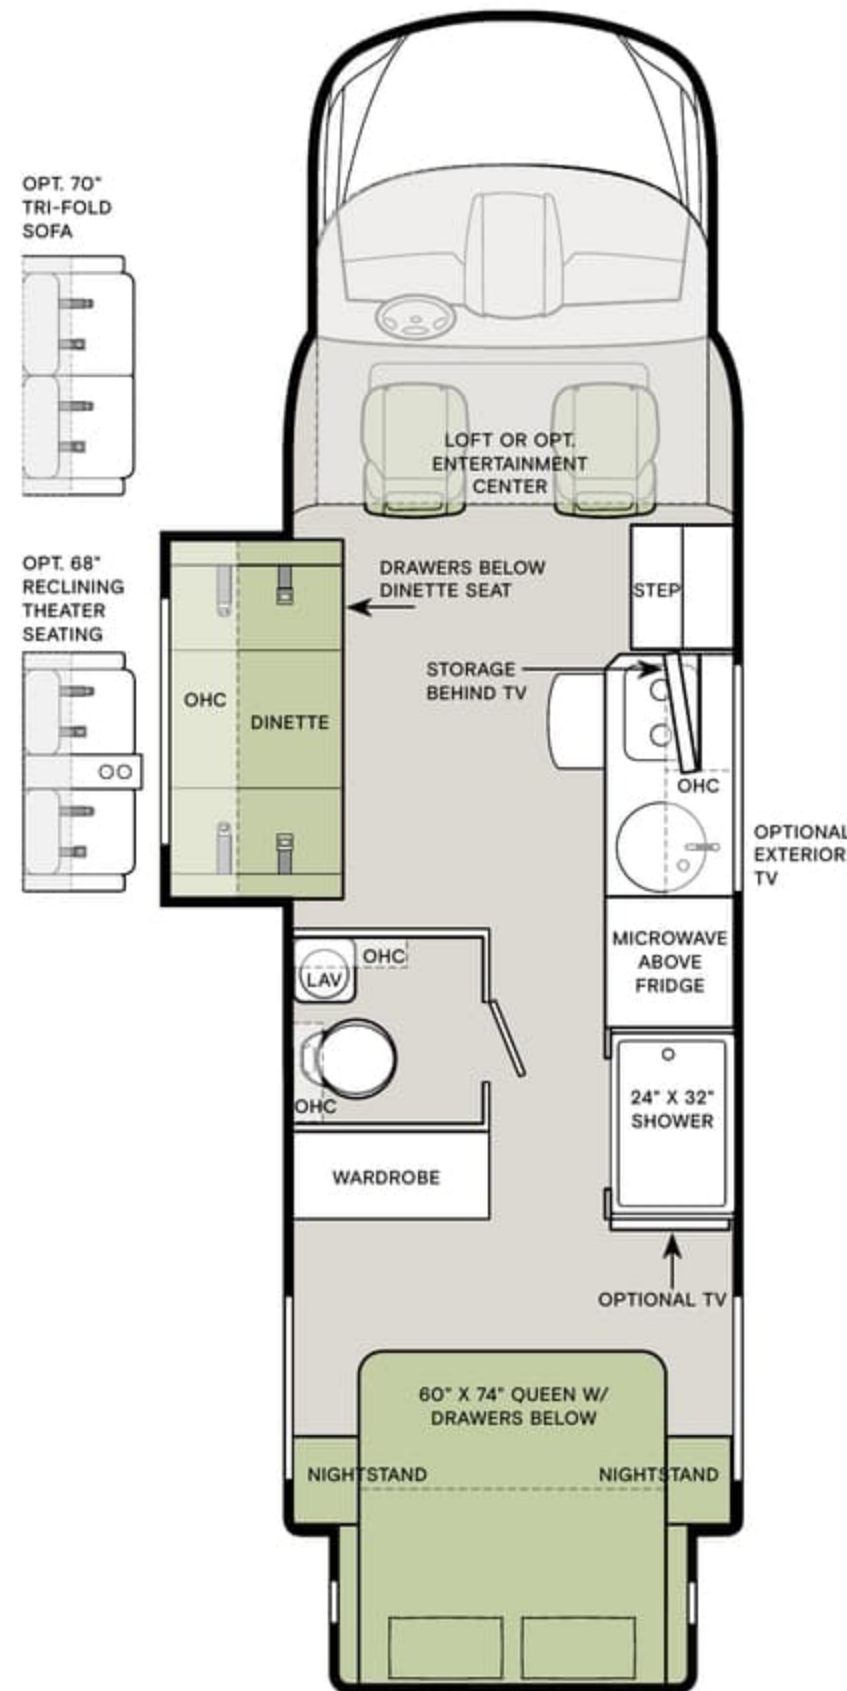 OPT. 70"
TRI-FOLD
SOFA
LOFT OR OPT.
ENTERTAINMENT
CENTER
OPT. 68"
RECLINING
THEATER
SEATING
DRAWERS BELOW
DINETTE SEAT
STEP
STORAGE
BEHIND TV
OHC
DINETTE
OHC
OPTIONAL
EXTERIOR
TV
MICROWAVE
ABOVE
FRIDGE
OHC
LAV
OHC
24" X 32"
SHOWER
WARDROBE
OPTIONAL TV
60" X 74" QUEEN W/
DRAWERS BELOW
NIGHTSTAND
NIGHTSTAND